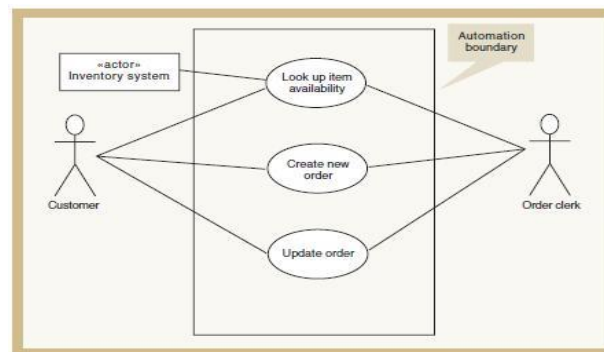 Automation
boundary
«actor»
Inventory system
Look up item
availability
Create new
order
Customer
Order clerk
Update order